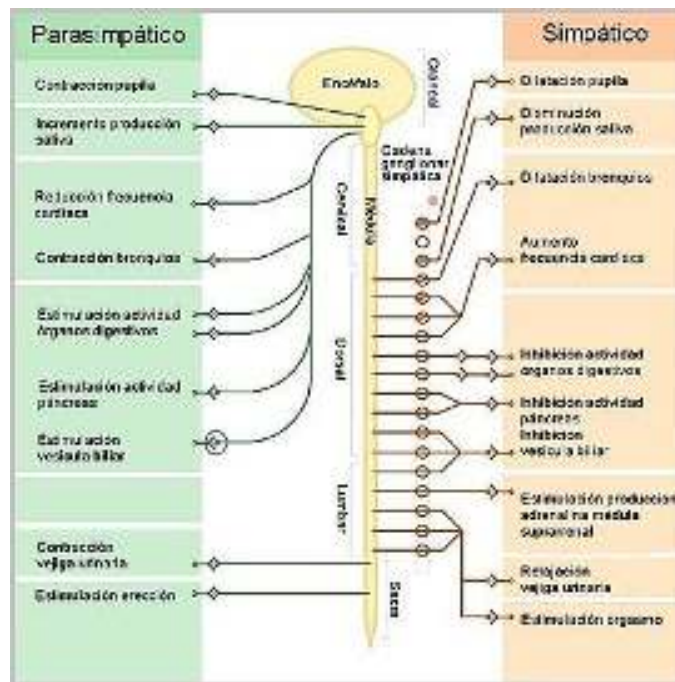 Parasimpático
Contracción pupila
Incremento producción
saliva
Reducción frecuencia
cardíaca
Contracción bronquios
Estimulación actividad
órganos digestivos
Estimulación actividad
páncreas
Estimulación
vesícula biliar
Contracción
vejiga urinaria
Estimulación erección
Encéfalo
Craneal
Cadena
ganglionar
simpática
Cervical
Médula
Dorsal
Lumbar
Sacra
Simpático
Dilatación pupila
Disminución
producción saliva
Dilatación bronquios
Aumento
frecuencia cardíaca
Inhibición actividad
órganos digestivos
Inhibición actividad
páncreas
Inhibición
vesícula biliar
Estimulación producción
adrenalina médula
suprarrenal
Relajación
vejiga urinaria
Estimulación orgasmo